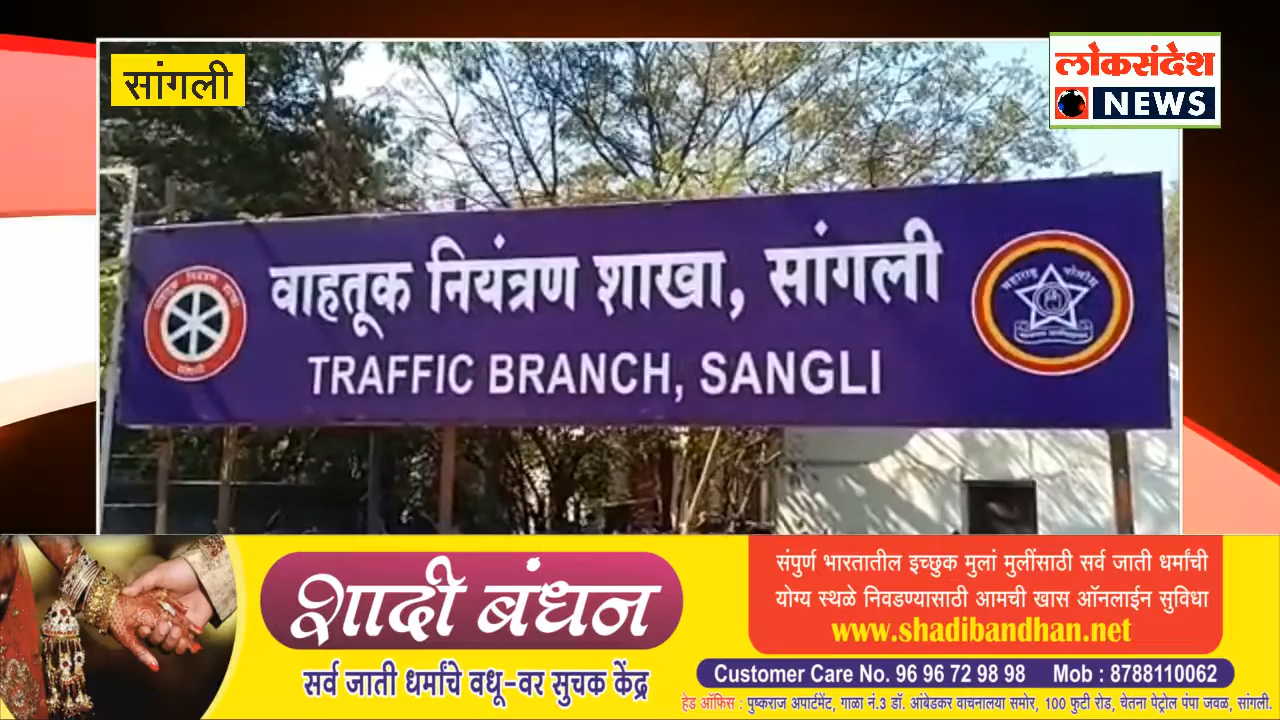 सांगली
लोकसंदेश
NEWS
वाहतूक नियंत्रण शाखा, सांगली
TRAFFIC BRANCH, SANGLI
महाराष्ट्र पोलीस
सांगली
शादी बंधन
सर्व जाती धर्मांचे वधू-वर सुचक केंद्र
संपुर्ण भारतातील इच्छुक मुलां मुलींसाठी सर्व जाती धर्मांची
योग्य स्थळे निवडण्यासाठी आमची खास ऑनलाईन सुविधा
www.shadibandhan.net
Customer Care No. 96 96 72 98 98 Mob : 8788110062
हेड ऑफिस : पुष्कराज अपार्टमेंट, गाळा नं.3 डॉ. आंबेडकर वाचनालया समोर, 100 फुटी रोड, चेतना पेट्रोल पंपा जवळ, सांगली.